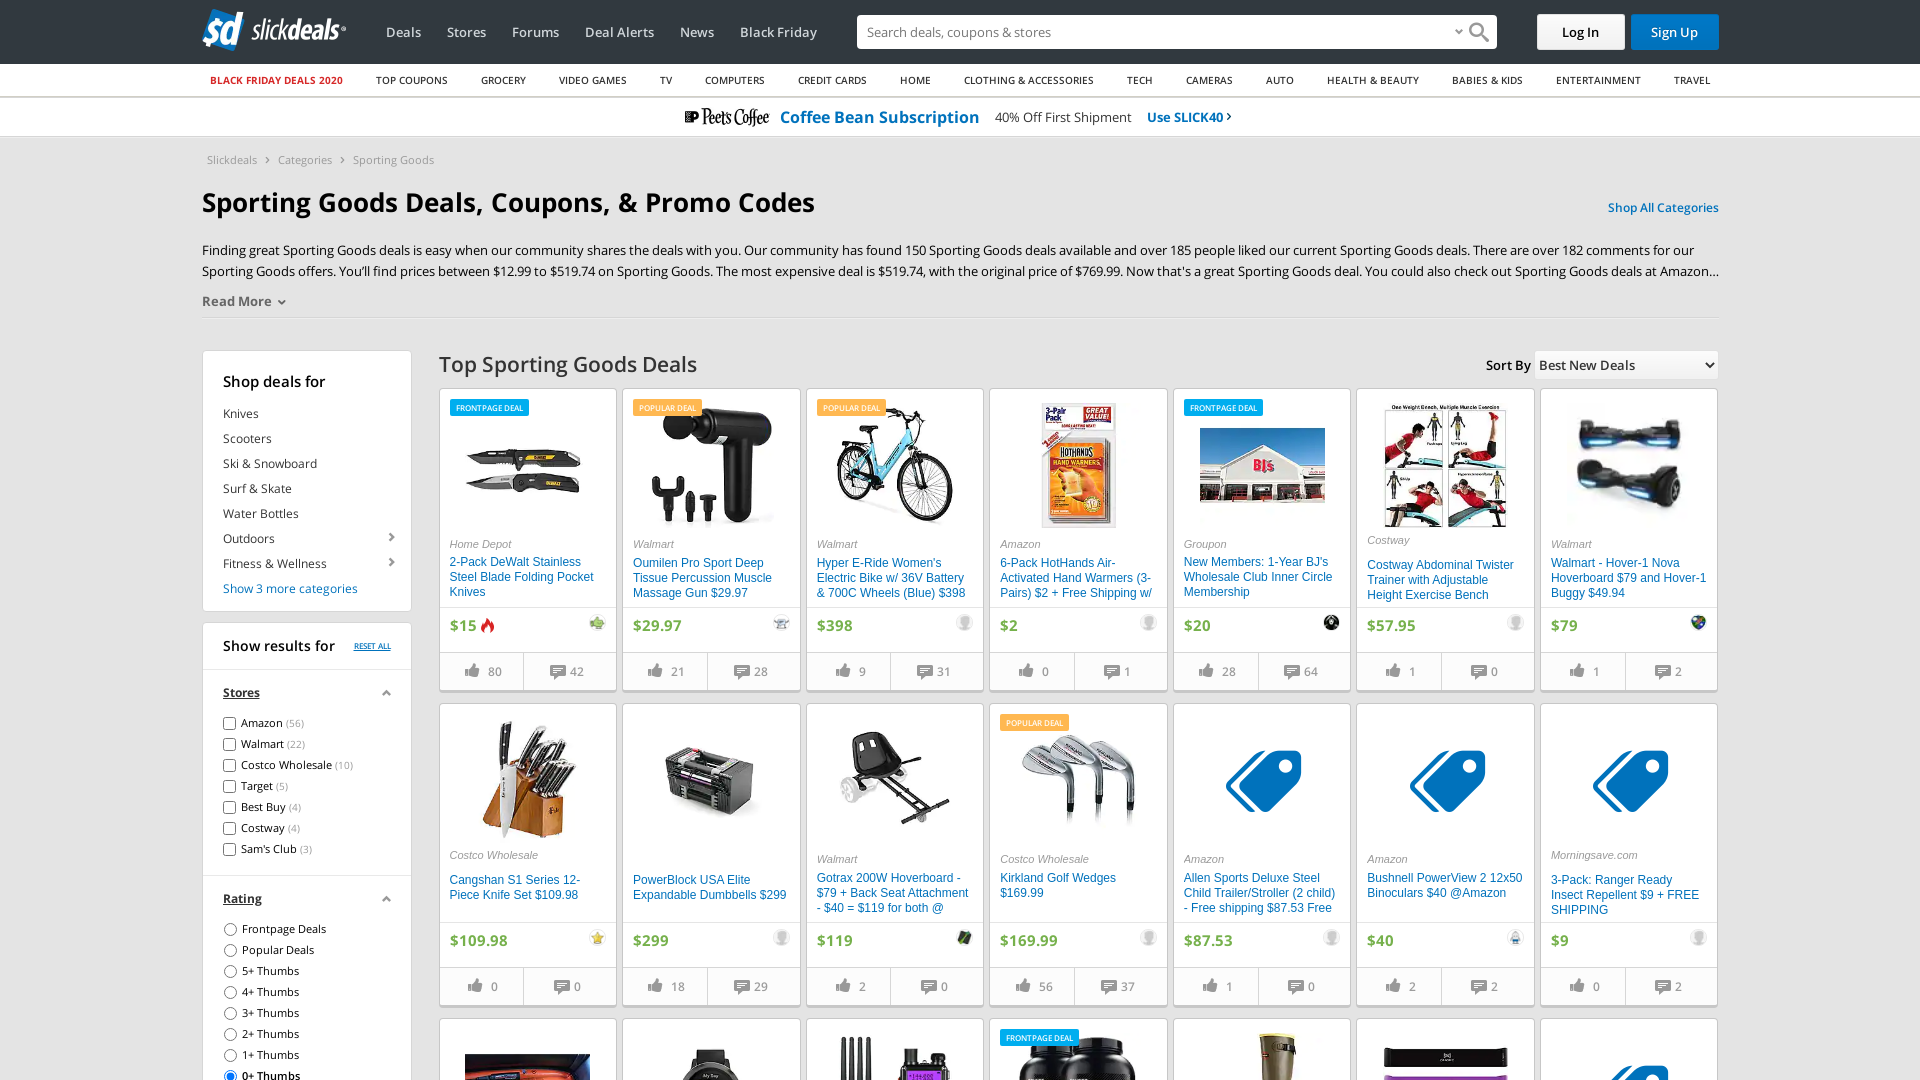 slickdeals
Deals
Stores
Forums
Deal Alerts
News
Black Friday
Search deals, coupons & stores
Log In
Sign Up
BLACK FRIDAY DEALS 2020
TOP COUPONS
GROCERY
VIDEO GAMES
TV
COMPUTERS
CREDIT CARDS
HOME
CLOTHING & ACCESSORIES
TECH
CAMERAS
AUTO
HEALTH & BEAUTY
BABIES & KIDS
ENTERTAINMENT
TRAVEL
Peet's Coffee Coffee Bean Subscription 40% Off First Shipment Use SLICK40
Slickdeals > Categories > Sporting Goods
Sporting Goods Deals, Coupons, & Promo Codes
Shop All Categories
Finding great Sporting Goods deals is easy when our community shares the deals with you. Our community has found 150 Sporting Goods deals available and over 185 people liked our current Sporting Goods deals. There are over 182 comments for our
Sporting Goods offers. You'll find prices between $12.99 to $519.74 on Sporting Goods. The most expensive deal is $519.74, with the original price of $769.99. Now that's a great Sporting Goods deal. You could also check out Sporting Goods deals at Amazon...
Read More
Shop deals for
Knives
Scooters
Ski & Snowboard
Surf & Skate
Water Bottles
Outdoors
Fitness & Wellness
Show 3 more categories
Show results for
RESET ALL
Stores
Amazon (56)
Walmart (22)
Costco Wholesale (10)
Target (5)
Best Buy (4)
Costway (4)
Sam's Club (3)
Rating
Frontpage Deals
Popular Deals
5+ Thumbs
4+ Thumbs
3+ Thumbs
2+ Thumbs
1+ Thumbs
0+ Thumbs
Top Sporting Goods Deals
Sort By Best New Deals
FRONTPAGE DEAL
Home Depot
2-Pack DeWalt Stainless
Steel Blade Folding Pocket
Knives
$15
80
42
POPULAR DEAL
Walmart
Oumilen Pro Sport Deep
Tissue Percussion Muscle
Massage Gun $29.97
$29.97
21
28
POPULAR DEAL
Walmart
Hyper E-Ride Women's
Electric Bike w/ 36V Battery
& 700C Wheels (Blue) $398
$398
9
31
3-Pair
Pack
GREAT
VALUE!
HOTHANDS
HAND WARMERS
Amazon
6-Pack HotHands Air-
Activated Hand Warmers (3-
Pairs) $2 + Free Shipping w/
$2
0
1
FRONTPAGE DEAL
BJ's
Groupon
New Members: 1-Year BJ's
Wholesale Club Inner Circle
Membership
$20
28
64
One Weight Bench, Multiple Muscle Exercise
Costway
Costway Abdominal Twister
Trainer with Adjustable
Height Exercise Bench
$57.95
1
0
Walmart
Walmart - Hover-1 Nova
Hoverboard $79 and Hover-1
Buggy $49.94
$79
1
2
Costco Wholesale
Cangshan S1 Series 12-
Piece Knife Set $109.98
$109.98
0
0
PowerBlock USA Elite
Expandable Dumbbells $299
$299
18
29
Walmart
Gotrax 200W Hoverboard -
$79 + Back Seat Attachment
- $40 = $119 for both @
$119
2
0
POPULAR DEAL
Costco Wholesale
Kirkland Golf Wedges
$169.99
$169.99
56
37
Amazon
Allen Sports Deluxe Steel
Child Trailer/Stroller (2 child)
- Free shipping $87.53 Free
$87.53
1
0
Amazon
Bushnell PowerView 2 12x50
Binoculars $40 @Amazon
$40
2
2
Morningsave.com
3-Pack: Ranger Ready
Insect Repellent $9 + FREE
SHIPPING
$9
0
2
FRONTPAGE DEAL